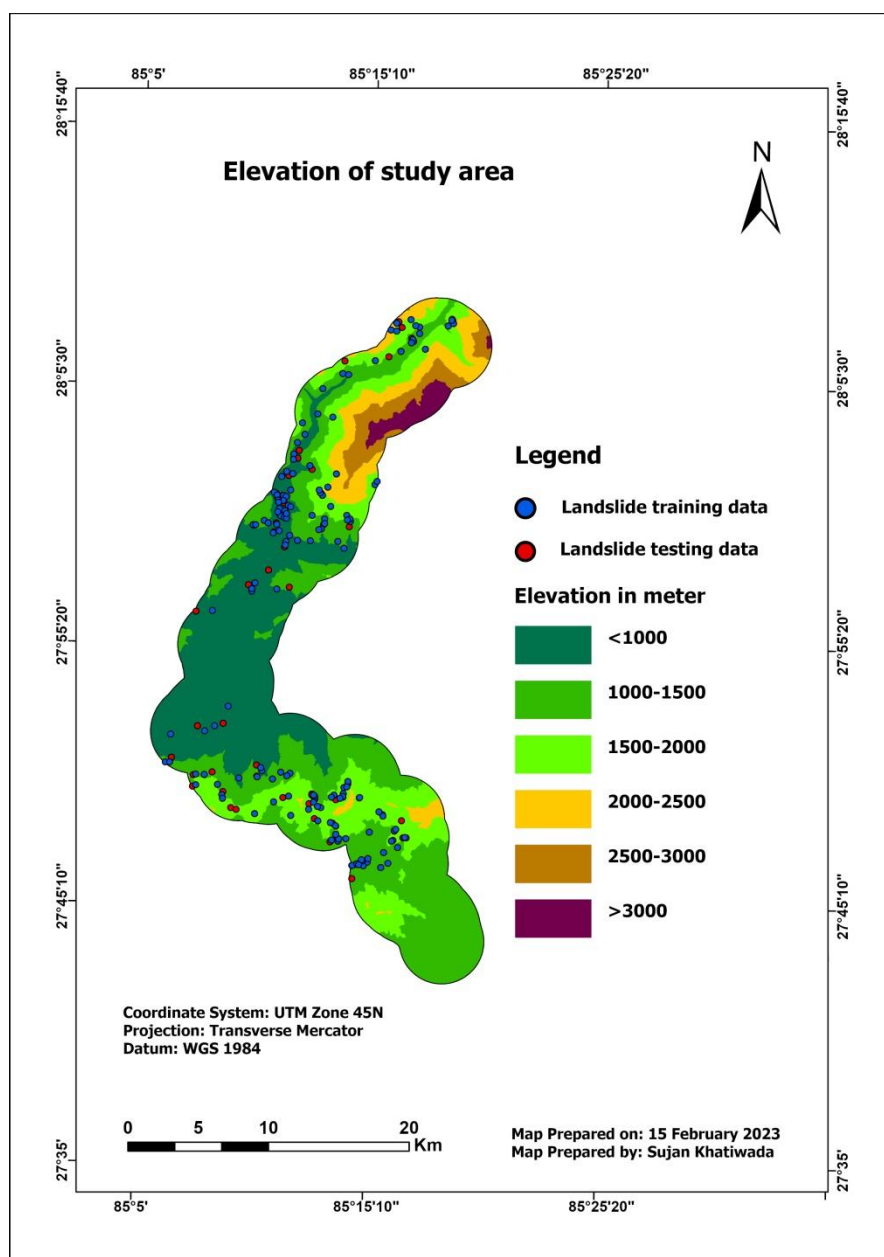 85°5' 85°15'10" 85°25'20"
28°15'40" 28°15'40"
Elevation of study area
N
28°5'30" 28°5'30"
Legend
Landslide training data
Landslide testing data
Elevation in meter
<1000
27°55'20" 27°55'20"
1000-1500
1500-2000
2000-2500
2500-3000
27°45'10" 27°45'10"
>3000
Coordinate System: UTM Zone 45N
Projection: Transverse Mercator
Datum: WGS 1984
0 5 10 20
Km
Map Prepared on: 15 February 2023
Map Prepared by: Sujan Khatiwada
27°35' 27°35'
85°5' 85°15'10" 85°25'20"